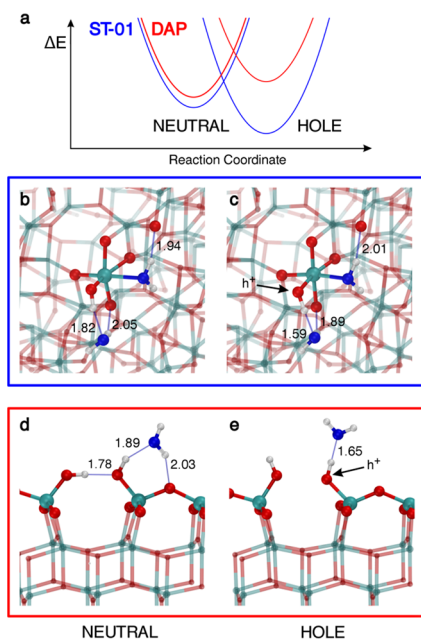 a
ST-01 DAP
ΔE
NEUTRAL HOLE
Reaction Coordinate
b
1.94
1.82
2.05
c
2.01
h+
1.89
1.59
d
1.89
1.78
2.03
e
1.65
h+
NEUTRAL HOLE